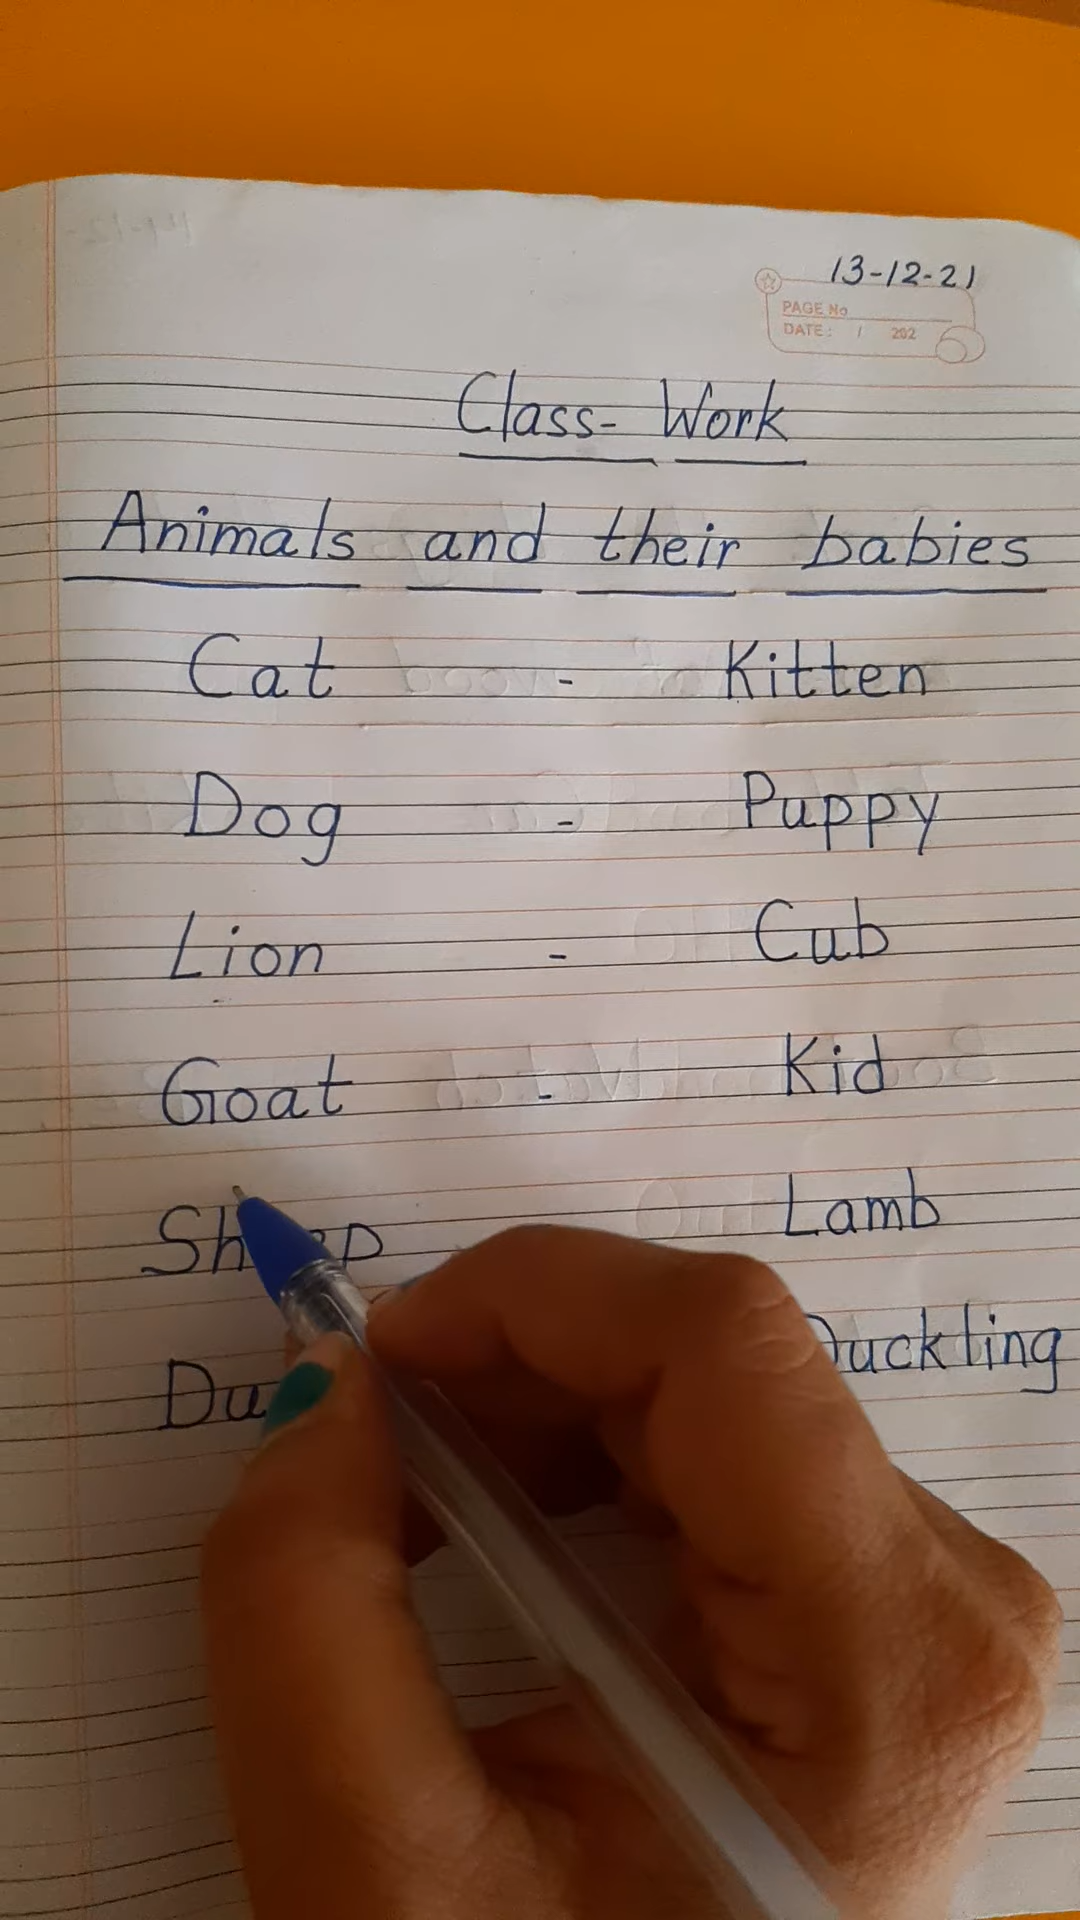 13-12-21
PAGE No
DATE: / 202
Class- Work
Animals and their babies
Cat - Kitten
Dog - Puppy
Lion - Cub
Goat - Kid
Lamb